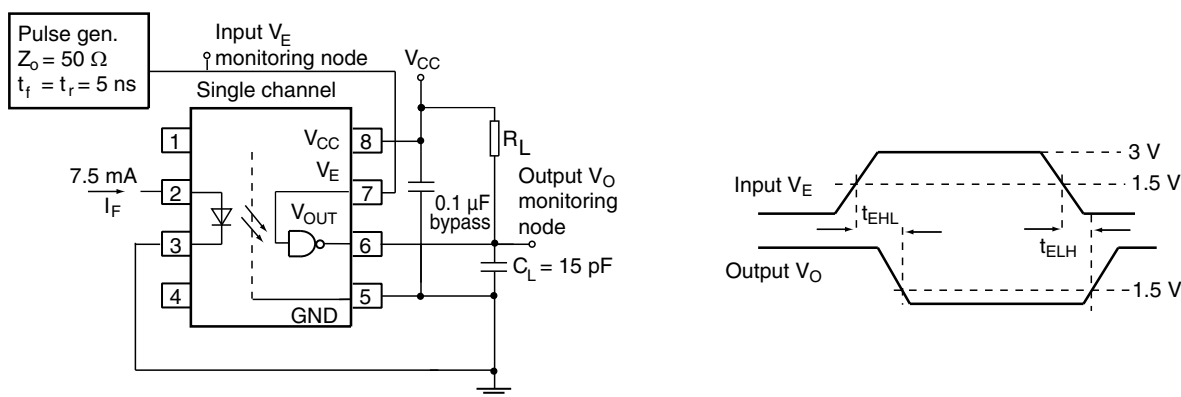 Pulse gen.
Zo = 50 Ω
tf = tr = 5 ns
Input VE
monitoring node
VCC
Single channel
1
2
3
4
VCC
8
VE
7
VOUT
6
5
GND
7.5 mA
IF
RL
0.1 µF
bypass
Output VO
monitoring
node
CL = 15 pF
Input VE
3 V
1.5 V
tEHL
tELH
Output VO
1.5 V